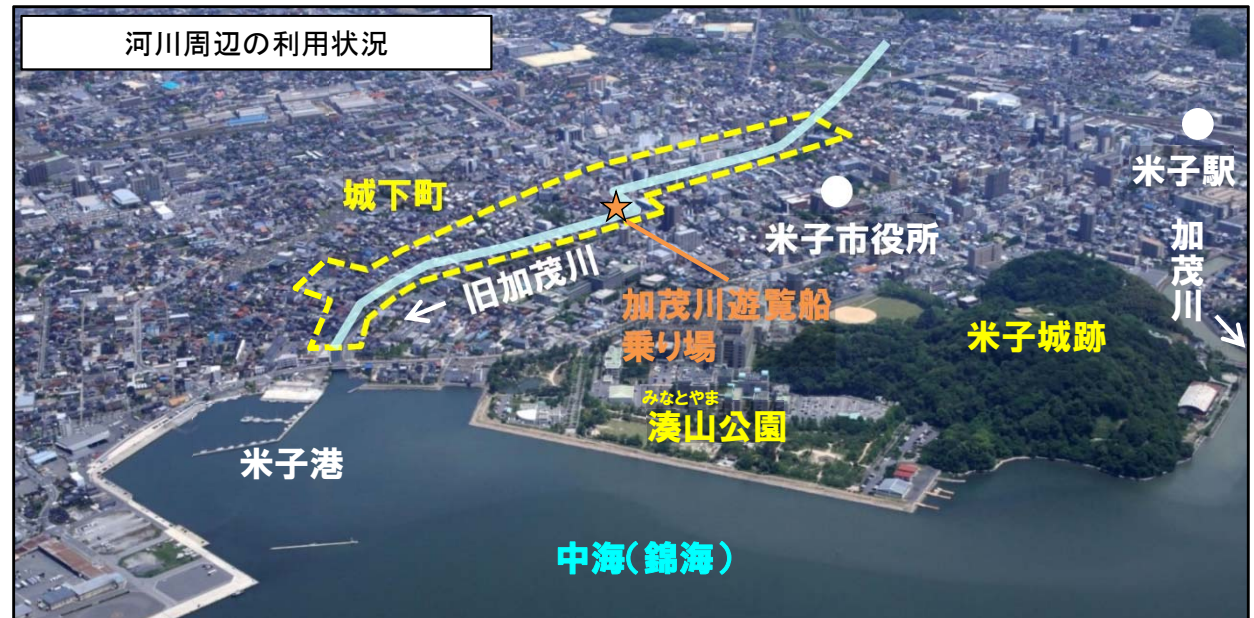 河川周辺の利用状況
城下町
米子駅
米子市役所
加茂川
旧加茂川
加茂川遊覧船
乗り場
米子城跡
みなとやま
湊山公園
米子港
中海(錦海)